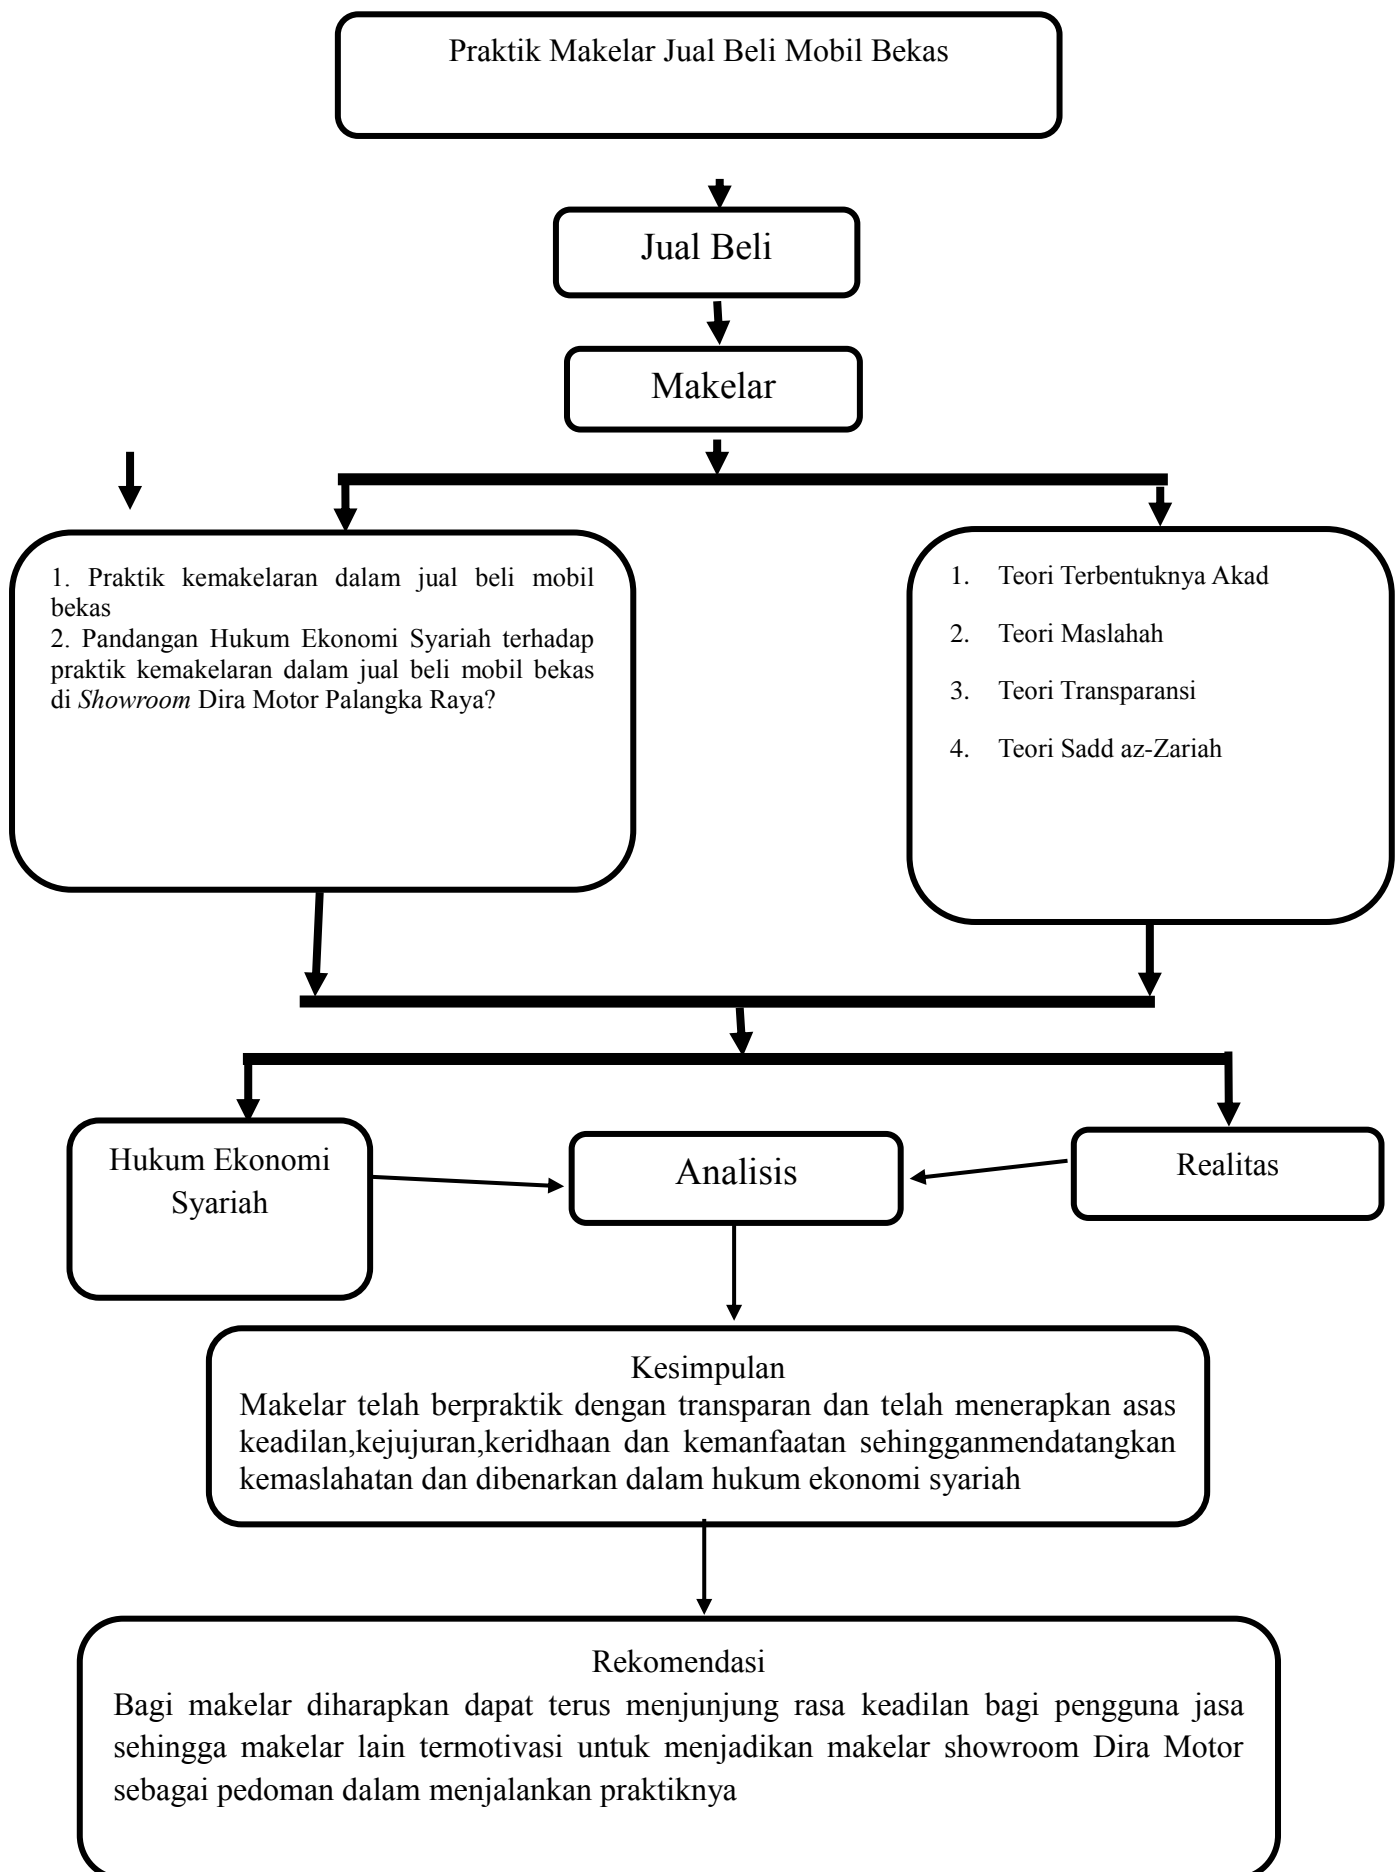 Praktik Makelar Jual Beli Mobil Bekas
Jual Beli
Makelar
1. Praktik kemakelaran dalam jual beli mobil
bekas
2. Pandangan Hukum Ekonomi Syariah terhadap
praktik kemakelaran dalam jual beli mobil bekas
di Showroom Dira Motor Palangka Raya?
1. Teori Terbentuknya Akad
2. Teori Maslahah
3. Teori Transparansi
4. Teori Sadd az-Zariah
Hukum Ekonomi
Syariah
Analisis
Realitas
Kesimpulan
Makelar telah berpraktik dengan transparan dan telah menerapkan asas
keadilan,kejujuran,keridhaan dan kemanfaatan sehingganmendatangkan
kemaslahatan dan dibenarkan dalam hukum ekonomi syariah
Rekomendasi
Bagi makelar diharapkan dapat terus menjunjung rasa keadilan bagi pengguna jasa
sehingga makelar lain termotivasi untuk menjadikan makelar showroom Dira Motor
sebagai pedoman dalam menjalankan praktiknya